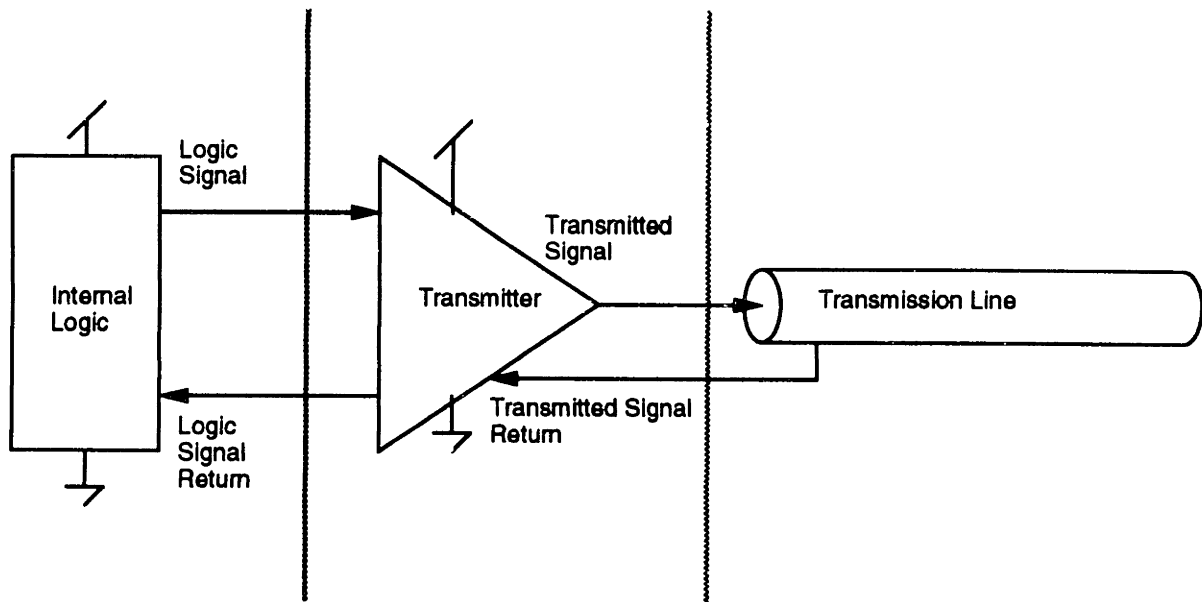 Logic
Signal
Transmitted
Signal
Internal
Logic
Transmitter
Transmission Line
Logic
Signal
Return
Transmitted Signal
Return